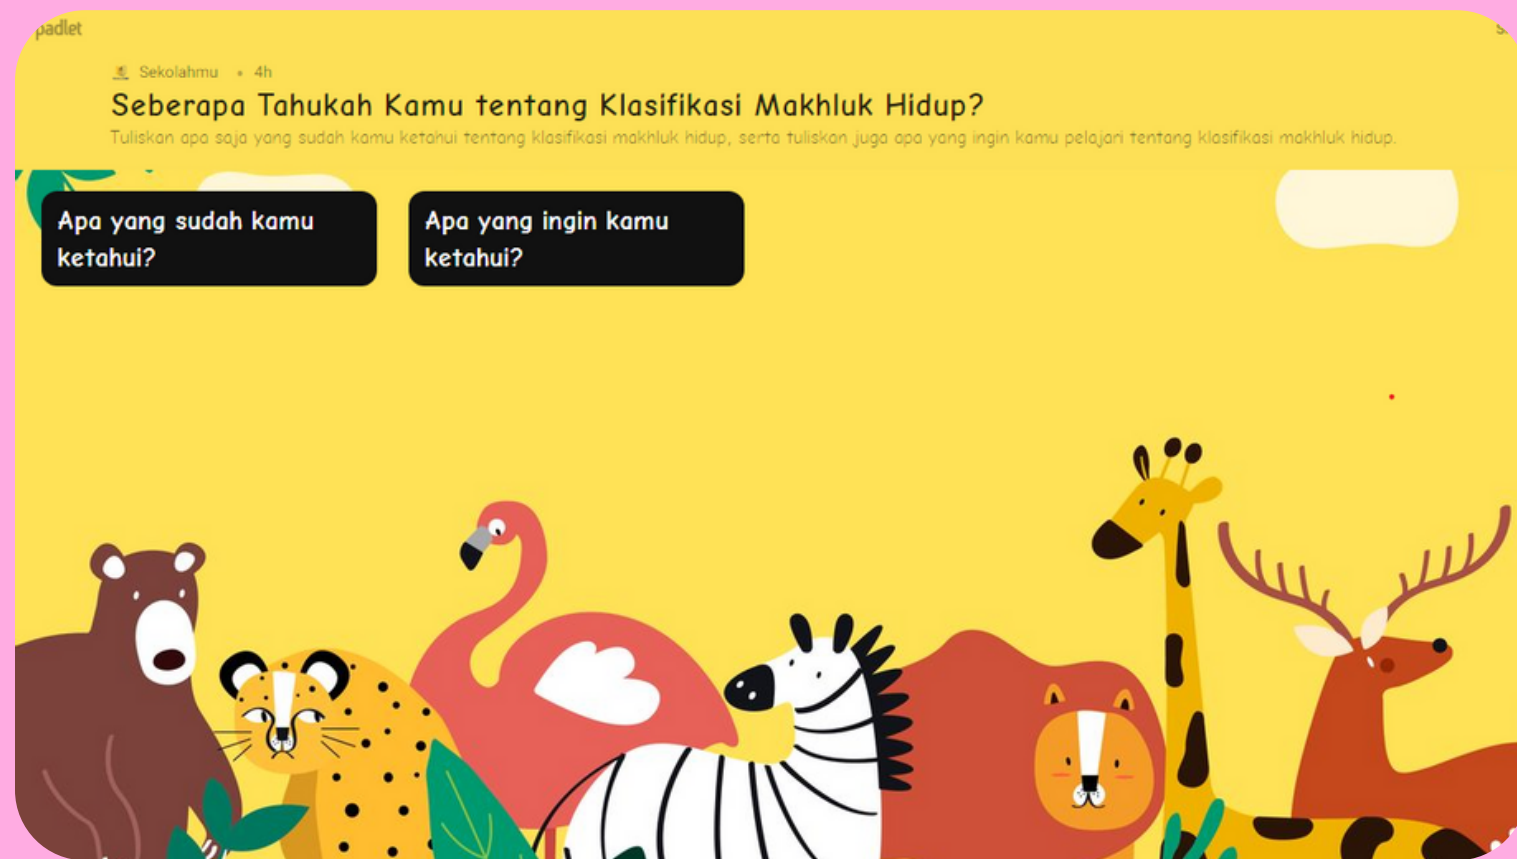 padlet
Sekolahmu • 4h
Seberapa Tahukah Kamu tentang Klasifikasi Makhluk Hidup?
Tuliskan apa saja yang sudah kamu ketahui tentang klasifikasi makhluk hidup, serta tuliskan juga apa yang ingin kamu pelajari tentang klasifikasi makhluk hidup.
Apa yang sudah kamu
ketahui?
Apa yang ingin kamu
ketahui?